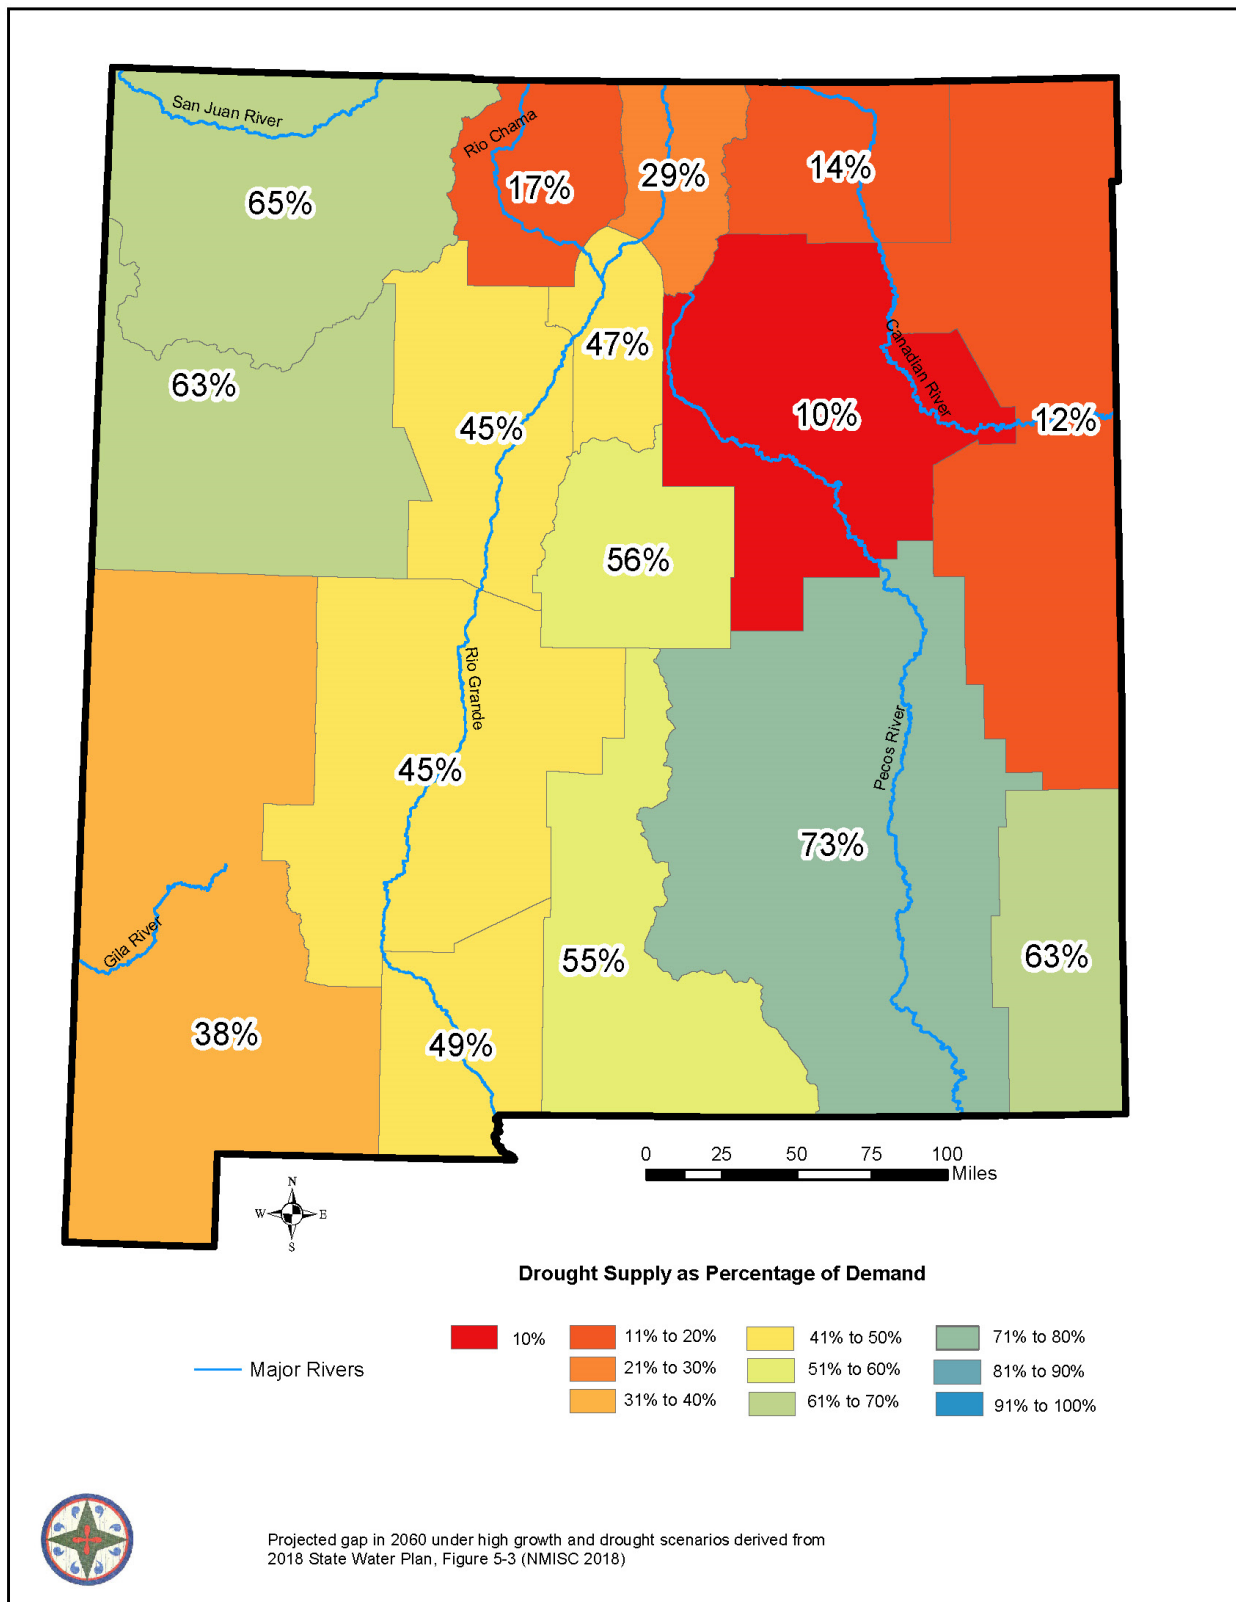 San Juan River
Rio Chama
65%
17%
29%
14%
63%
47%
45%
Canadian River
10%
12%
56%
Rio Grande
45%
Pecos River
73%
Gila River
55%
63%
38%
49%
0 25 50 75 100
Miles
N
W E
S
Drought Supply as Percentage of Demand
10%
11% to 20%
21% to 30%
31% to 40%
41% to 50%
51% to 60%
61% to 70%
71% to 80%
81% to 90%
91% to 100%
Major Rivers
Projected gap in 2060 under high growth and drought scenarios derived from
2018 State Water Plan, Figure 5-3 (NMISC 2018)